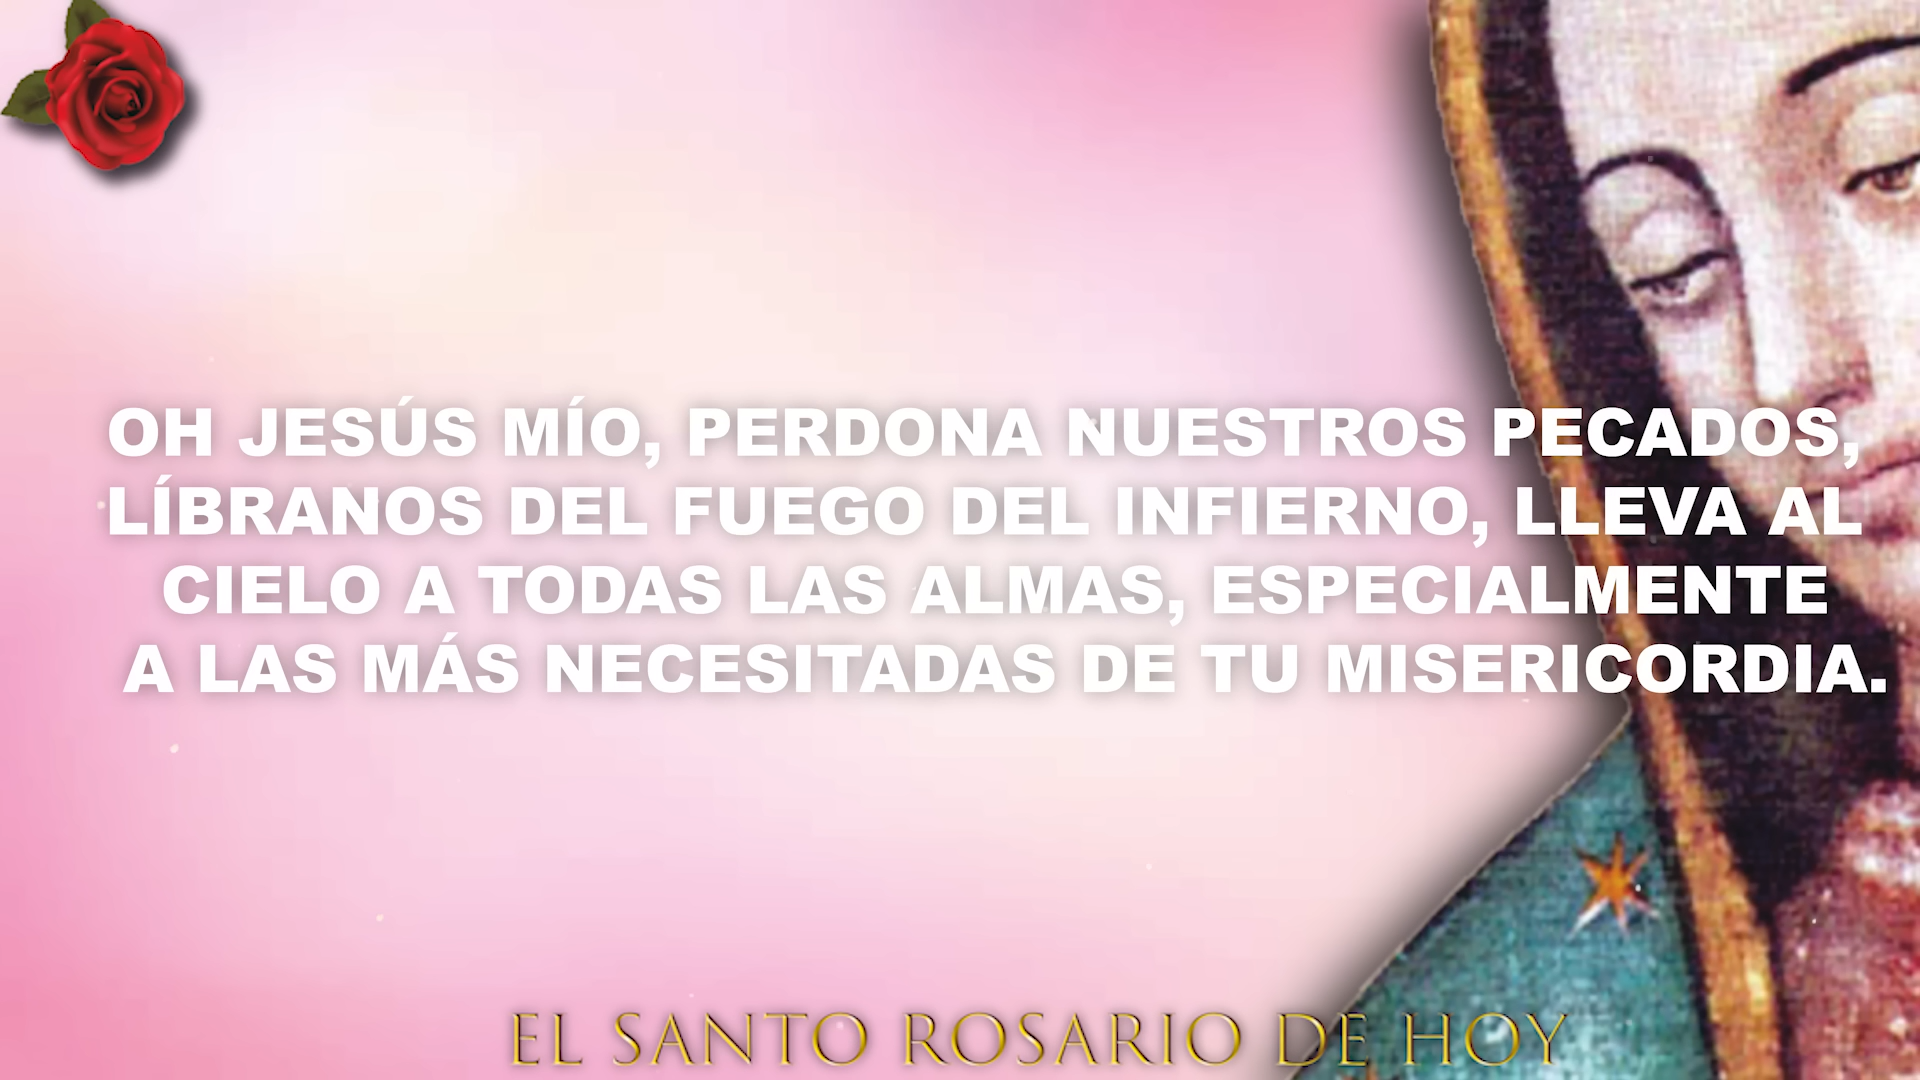 OH JESÚS MÍO, PERDONA NUESTROS PECADOS,
LÍBRANOS DEL FUEGO DEL INFIERNO, LLEVA AL
CIELO A TODAS LAS ALMAS, ESPECIALMENTE
A LAS MÁS NECESITADAS DE TU MISERICORDIA.
EL SANTO ROSARIO DE HOY